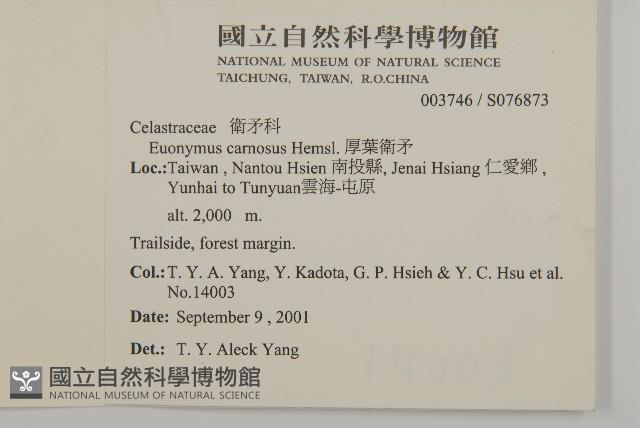 國立自然科學博物館
NATIONAL MUSEUM OF NATURAL SCIENCE
TAICHUNG, TAIWAN, R.O.CHINA
003746 / S076873
Celastraceae 衛矛科
Euonymus carnosus Hemsl. 厚葉衛矛
Loc.:Taiwan , Nantou Hsien 南投縣, Jenai Hsiang 仁愛鄉 ,
Yunhai to Tunyuan雲海-屯原
alt. 2,000 m.
Trailside, forest margin.
Col.: T. Y. A. Yang, Y. Kadota, G. P. Hsieh & Y. C. Hsu et al.
No.14003
Date: September 9 , 2001
Det.: T. Y. Aleck Yang
14003
國立自然科學博物館
NATIONAL MUSEUM OF NATURAL SCIENCE